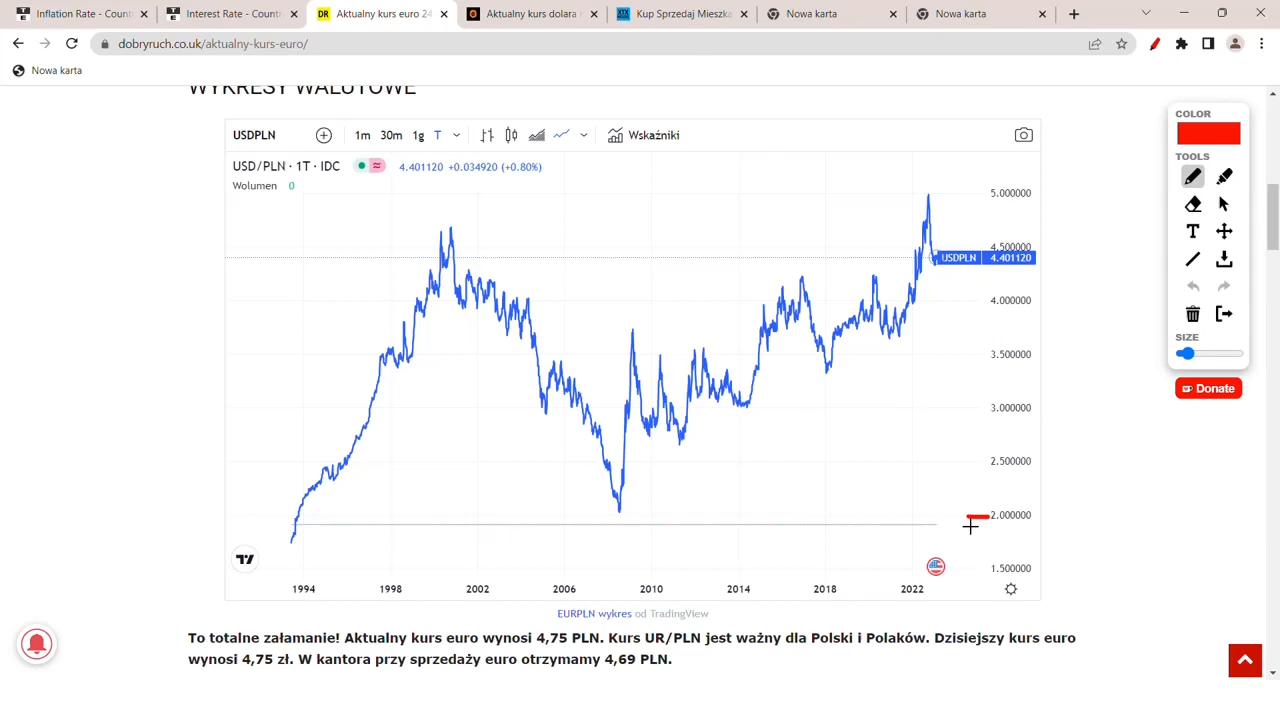 Inflation Rate - Count
Interest Rate - Countr
Aktualny kurs euro 24
Aktualny kurs dolara
Kup Sprzedaj Mieszka
Nowa karta
Nowa karta
dobryruch.co.uk/aktualny-kurs-euro/
Nowa karta
WYKRESY WALUTOWE
USDPLN
1m 30m 1g T
Wskaźniki
USD/PLN · 1T · IDC
4.401120 +0.034920 (+0.80%)
Wolumen 0
5.000000
4.500000
USDPLN 4.401120
4.000000
3.500000
3.000000
2.500000
2.000000
1.500000
1994 1998 2002 2006 2010 2014 2018 2022
EURPLN wykres od TradingView
To totalne załamanie! Aktualny kurs euro wynosi 4,75 PLN. Kurs UR/PLN jest ważny dla Polski i Polaków. Dzisiejszy kurs euro
wynosi 4,75 zł. W kantora przy sprzedaży euro otrzymamy 4,69 PLN.
COLOR
TOOLS
T
SIZE
Donate